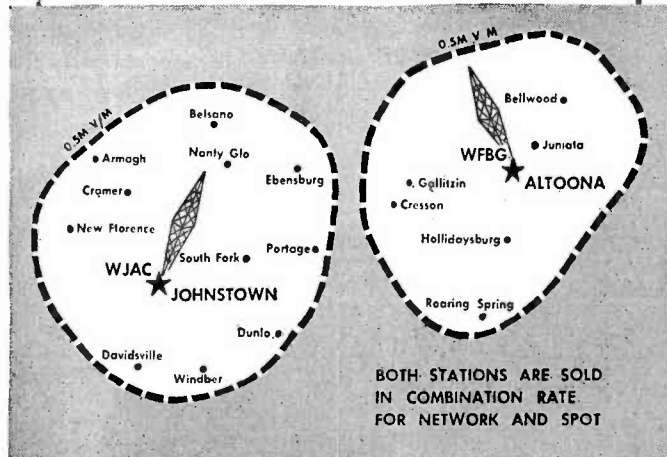 0.5M V/M
Belsano
Nanty Glo
Armagh
Ebensburg
Cramer
New Florence
South Fork
Portage
WJAC
JOHNSTOWN
Dunlo
Davidsville
Windber
0.5M V M
Bellwood
WFBG
Juniata
ALTOONA
Gallitzin
Cresson
Hollidaysburg
Roaring Spring
BOTH STATIONS ARE SOLD
IN COMBINATION RATE
FOR NETWORK AND SPOT